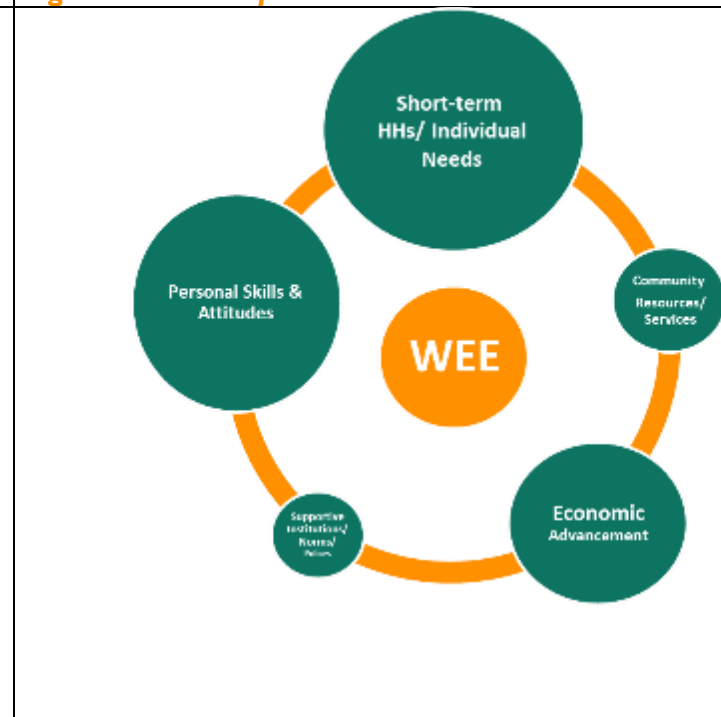 Short-term
HHs/ Individual
Needs
Personal Skills &
Attitudes
Community
Resources/
Services
WEE
Economic
Advancement
Supportive
Institutions/
Norms/